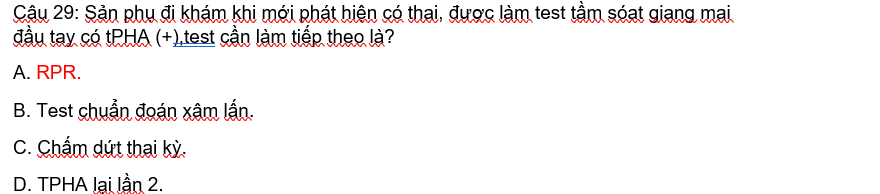 Câu 29: Sản phụ đi khám khi mới phát hiện có thai, được làm test tầm sóat giang mai
đầu tay có tPHA (+),test cần làm tiếp theo là?
A. RPR.
B. Test chuẩn đoán xâm lấn.
C. Chấm dứt thai kỳ.
D. TPHA lại lần 2.